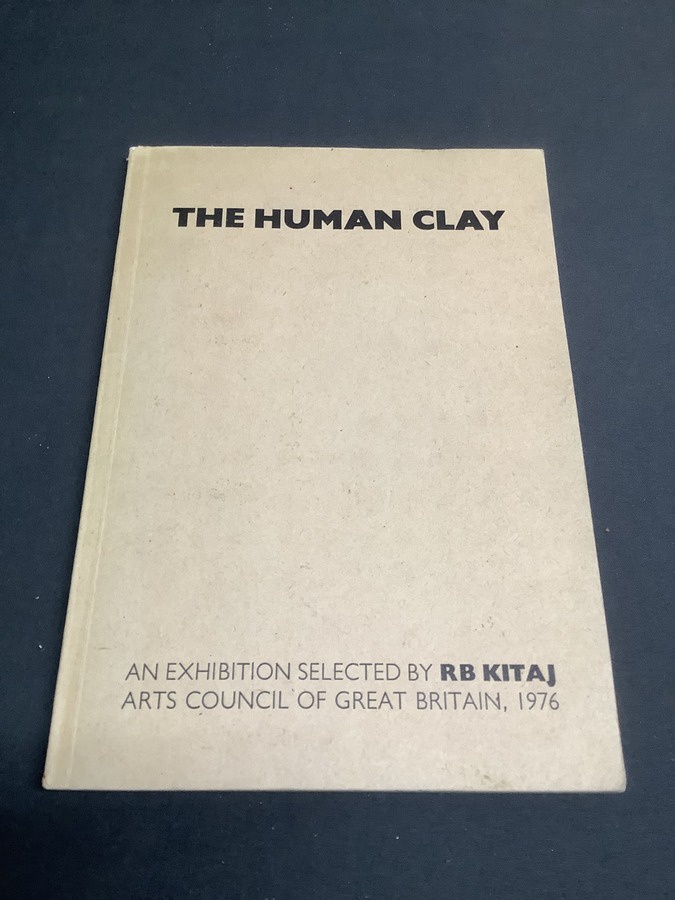 THE HUMAN CLAY
AN EXHIBITION SELECTED BY RB KITAJ
ARTS COUNCIL OF GREAT BRITAIN, 1976